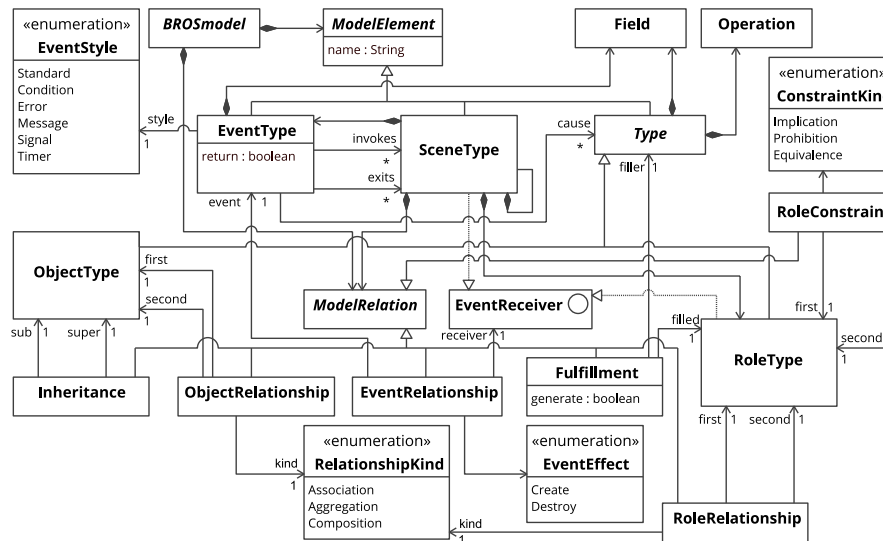 «enumeration»
EventStyle
Standard
Condition
Error
Message
Signal
Timer
BROSmodel
ModelElement
name : String
Field
Operation
«enumeration»
ConstraintKin
Implication
Prohibition
Equivalence
style
1
EventType
return : boolean
invokes
*
exits
*
SceneType
cause
*
Type
filler 1
event 1
RoleConstrain
ObjectType
first
1
second
1
sub 1
super 1
ModelRelation
EventReceiver
receiver 1
filled
1
first
1
second
1
RoleType
Inheritance
ObjectRelationship
EventRelationship
Fulfillment
generate : boolean
first 1
second 1
kind
1
«enumeration»
RelationshipKind
Association
Aggregation
Composition
«enumeration»
EventEffect
Create
Destroy
kind
1
RoleRelationship